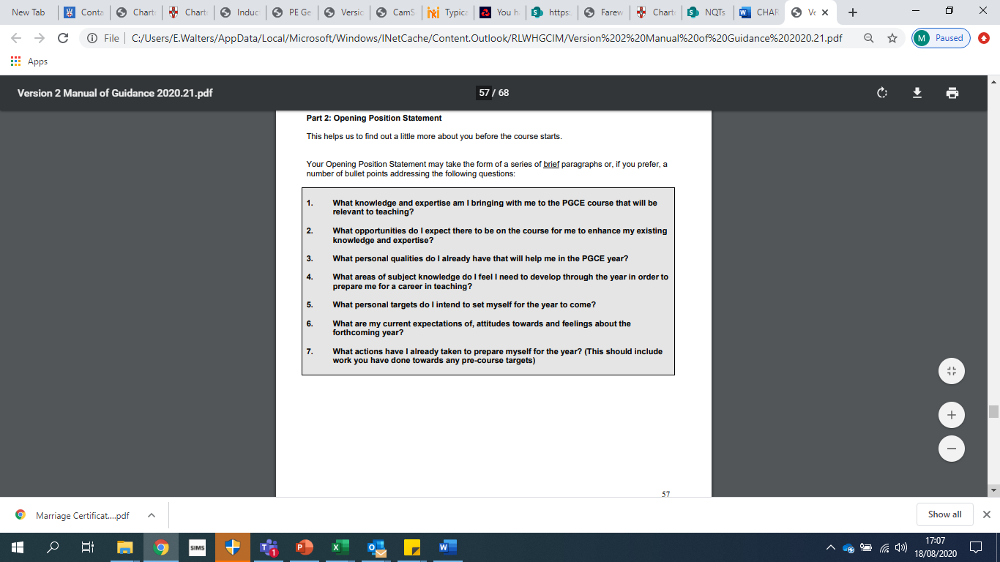 New Tab Conta Charte Charte Induc PE Ge Versic CamS Typica You ha https: Farew Charte NQTs CHAR Ve
File C:/Users/E.Walters/AppData/Local/Microsoft/Windows/INetCache/Content.Outlook/RLWHGCIM/Version%202%20Manual%20of%20Guidance%202020.21.pdf M Paused
Apps
Version 2 Manual of Guidance 2020.21.pdf 57 / 68
Part 2: Opening Position Statement
This helps us to find out a little more about you before the course starts.
Your Opening Position Statement may take the form of a series of brief paragraphs or, if you prefer, a
number of bullet points addressing the following questions:
1. What knowledge and expertise am I bringing with me to the PGCE course that will be
relevant to teaching?
2. What opportunities do I expect there to be on the course for me to enhance my existing
knowledge and expertise?
3. What personal qualities do I already have that will help me in the PGCE year?
4. What areas of subject knowledge do I feel I need to develop through the year in order to
prepare me for a career in teaching?
5. What personal targets do I intend to set myself for the year to come?
6. What are my current expectations of, attitudes towards and feelings about the
forthcoming year?
7. What actions have I already taken to prepare myself for the year? (This should include
work you have done towards any pre-course targets)
57
Marriage Certificat....pdf Show all
SIMS 17:07
18/08/2020